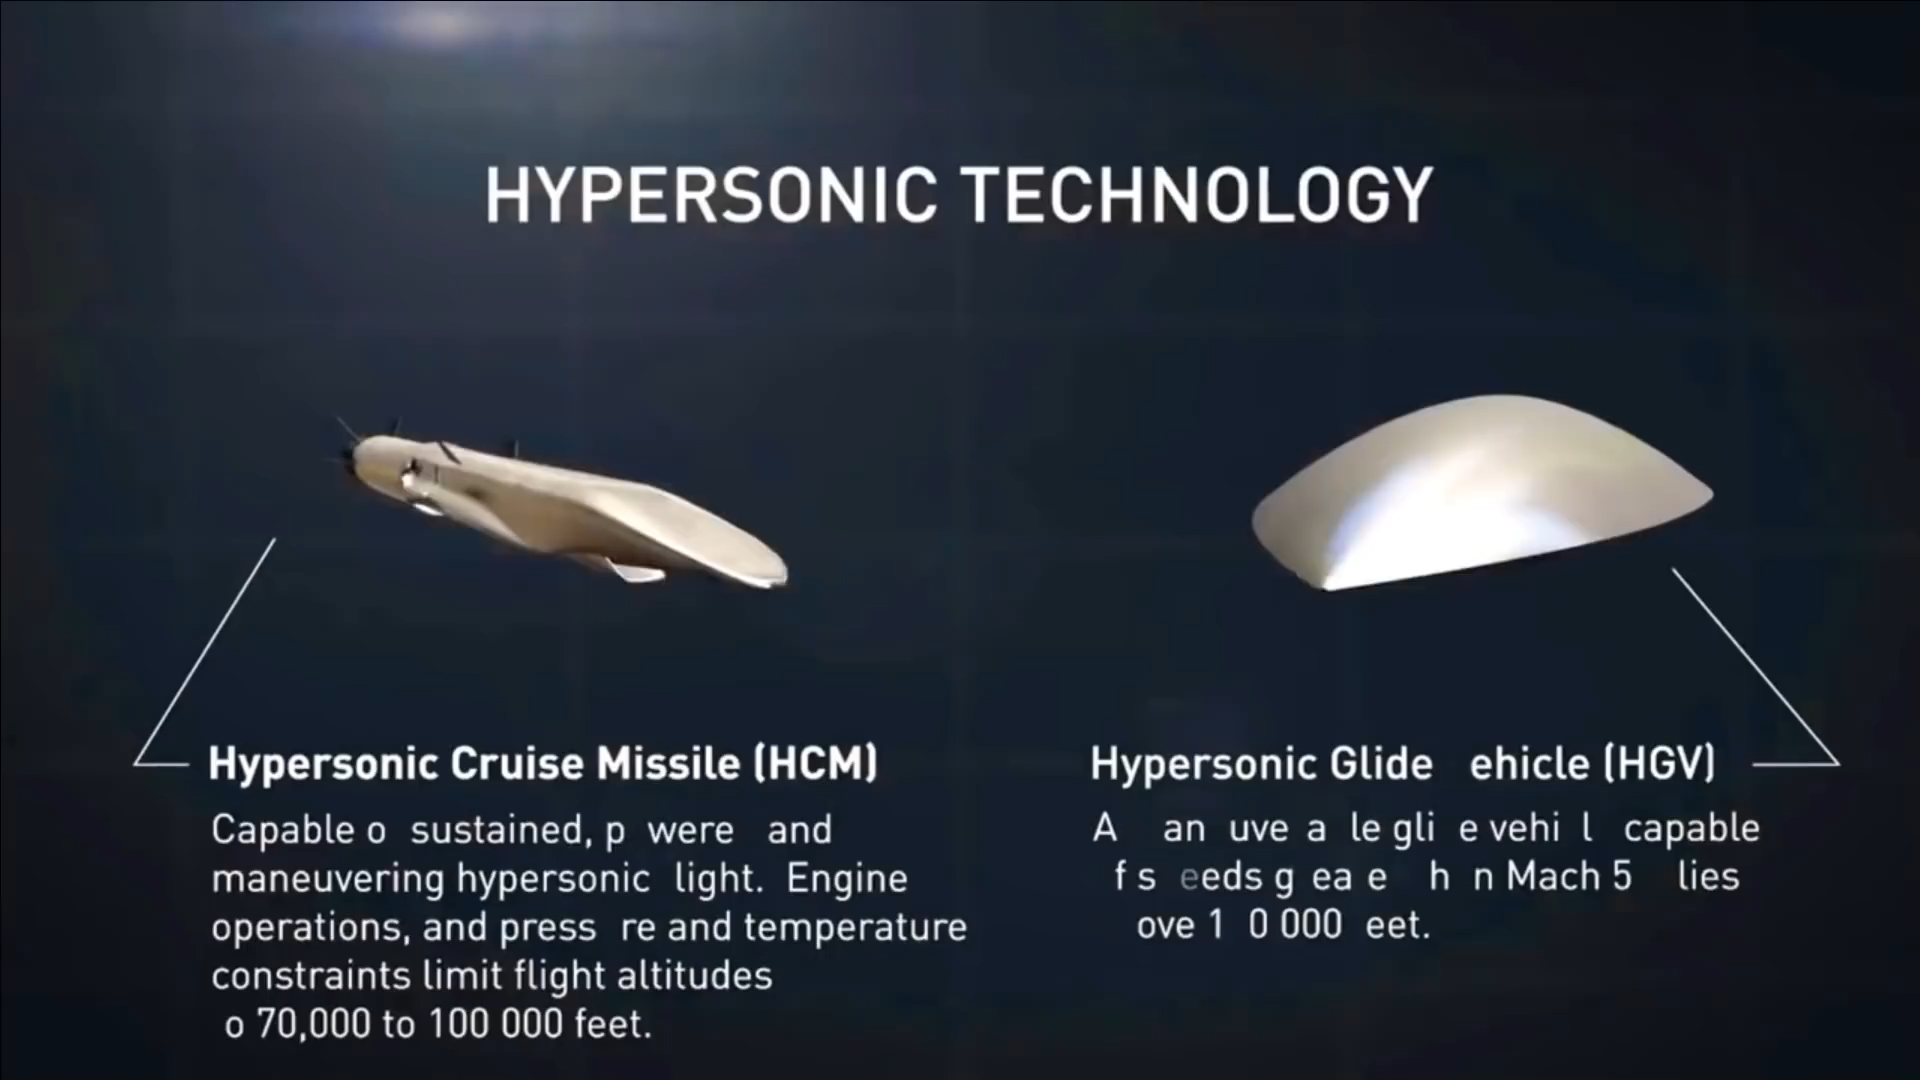 HYPERSONIC TECHNOLOGY
Hypersonic Cruise Missile (HCM)
Capable o sustained, p were and
maneuvering hypersonic light. Engine
operations, and press re and temperature
constraints limit flight altitudes
o 70,000 to 100 000 feet.
Hypersonic Glide ehicle (HGV)
A an uve a le gli e vehi l capable
f s eeds g ea e h n Mach 5 lies
ove 1 0 000 eet.